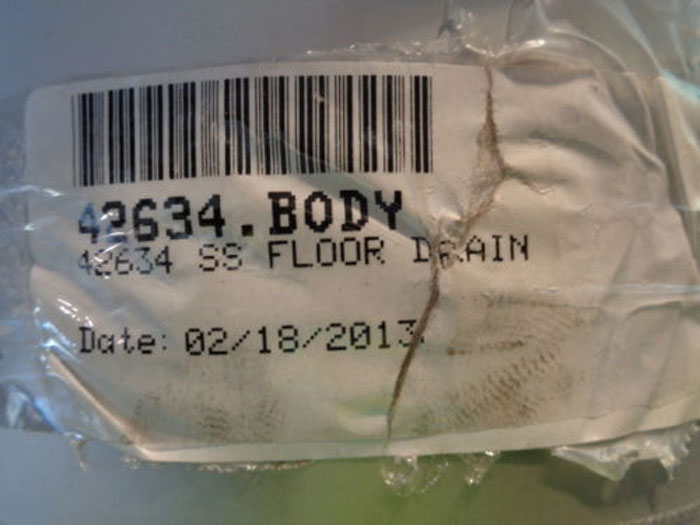 42634.BODY
42634 SS FLOOR DRAIN
Date: 02/18/2013